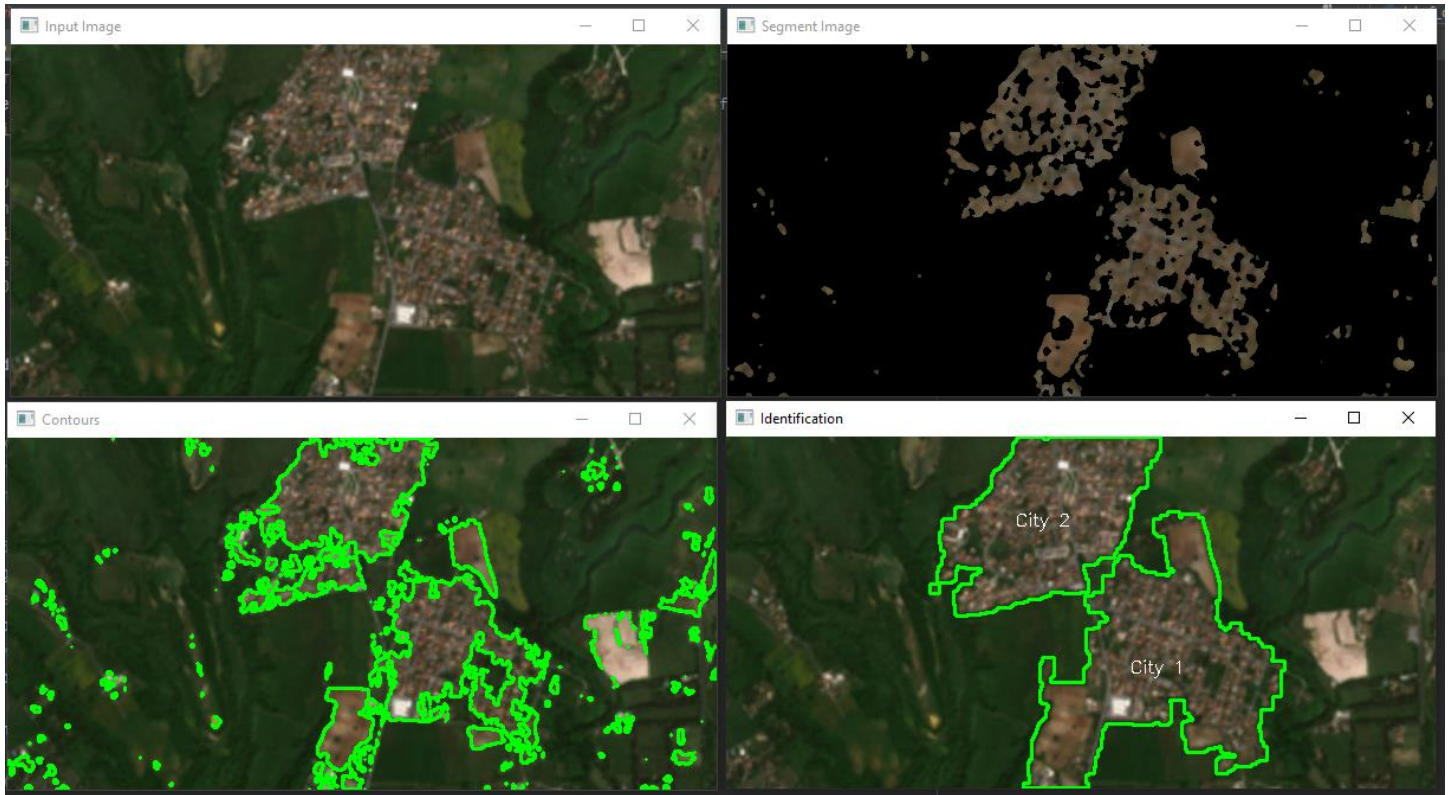 Input Image
Segment Image
Contours
Identification
City 2
City 1